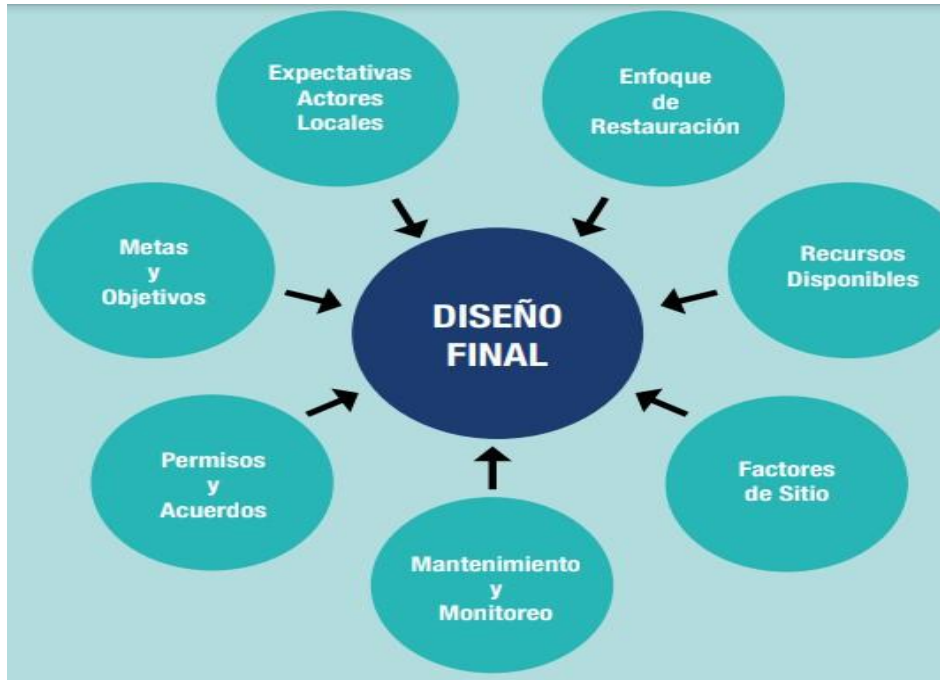 Expectativas
Actores
Locales
Enfoque
de
Restauración
Metas
y
Objetivos
Recursos
Disponibles
DISEÑO
FINAL
Permisos
y
Acuerdos
Factores
de Sitio
Mantenimiento
y
Monitoreo